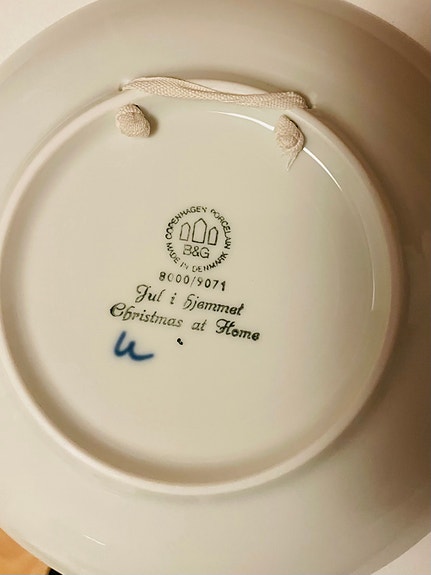 COPENHAGEN PORCELAIN
B&G
MADE IN DENMARK
8000/9071
Jul i hjemmet
Christmas at Home